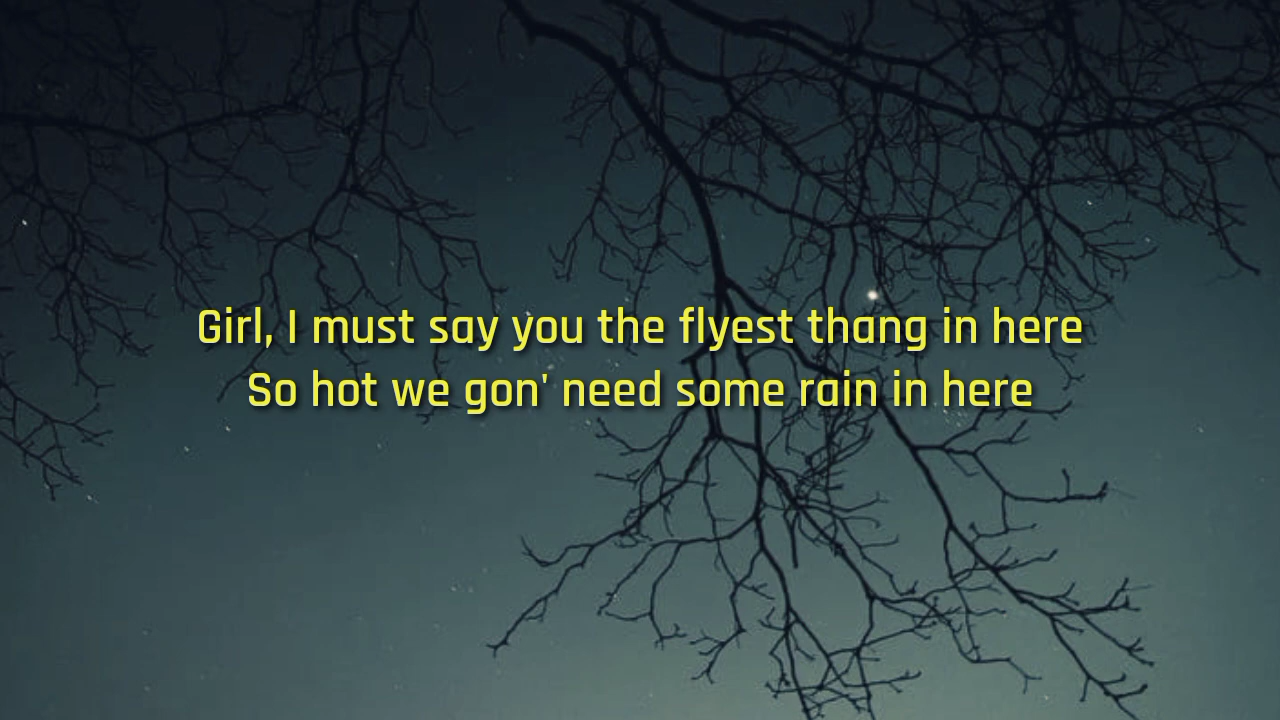 Girl, I must say you the flyest thang in here
So hot we gon' need some rain in here